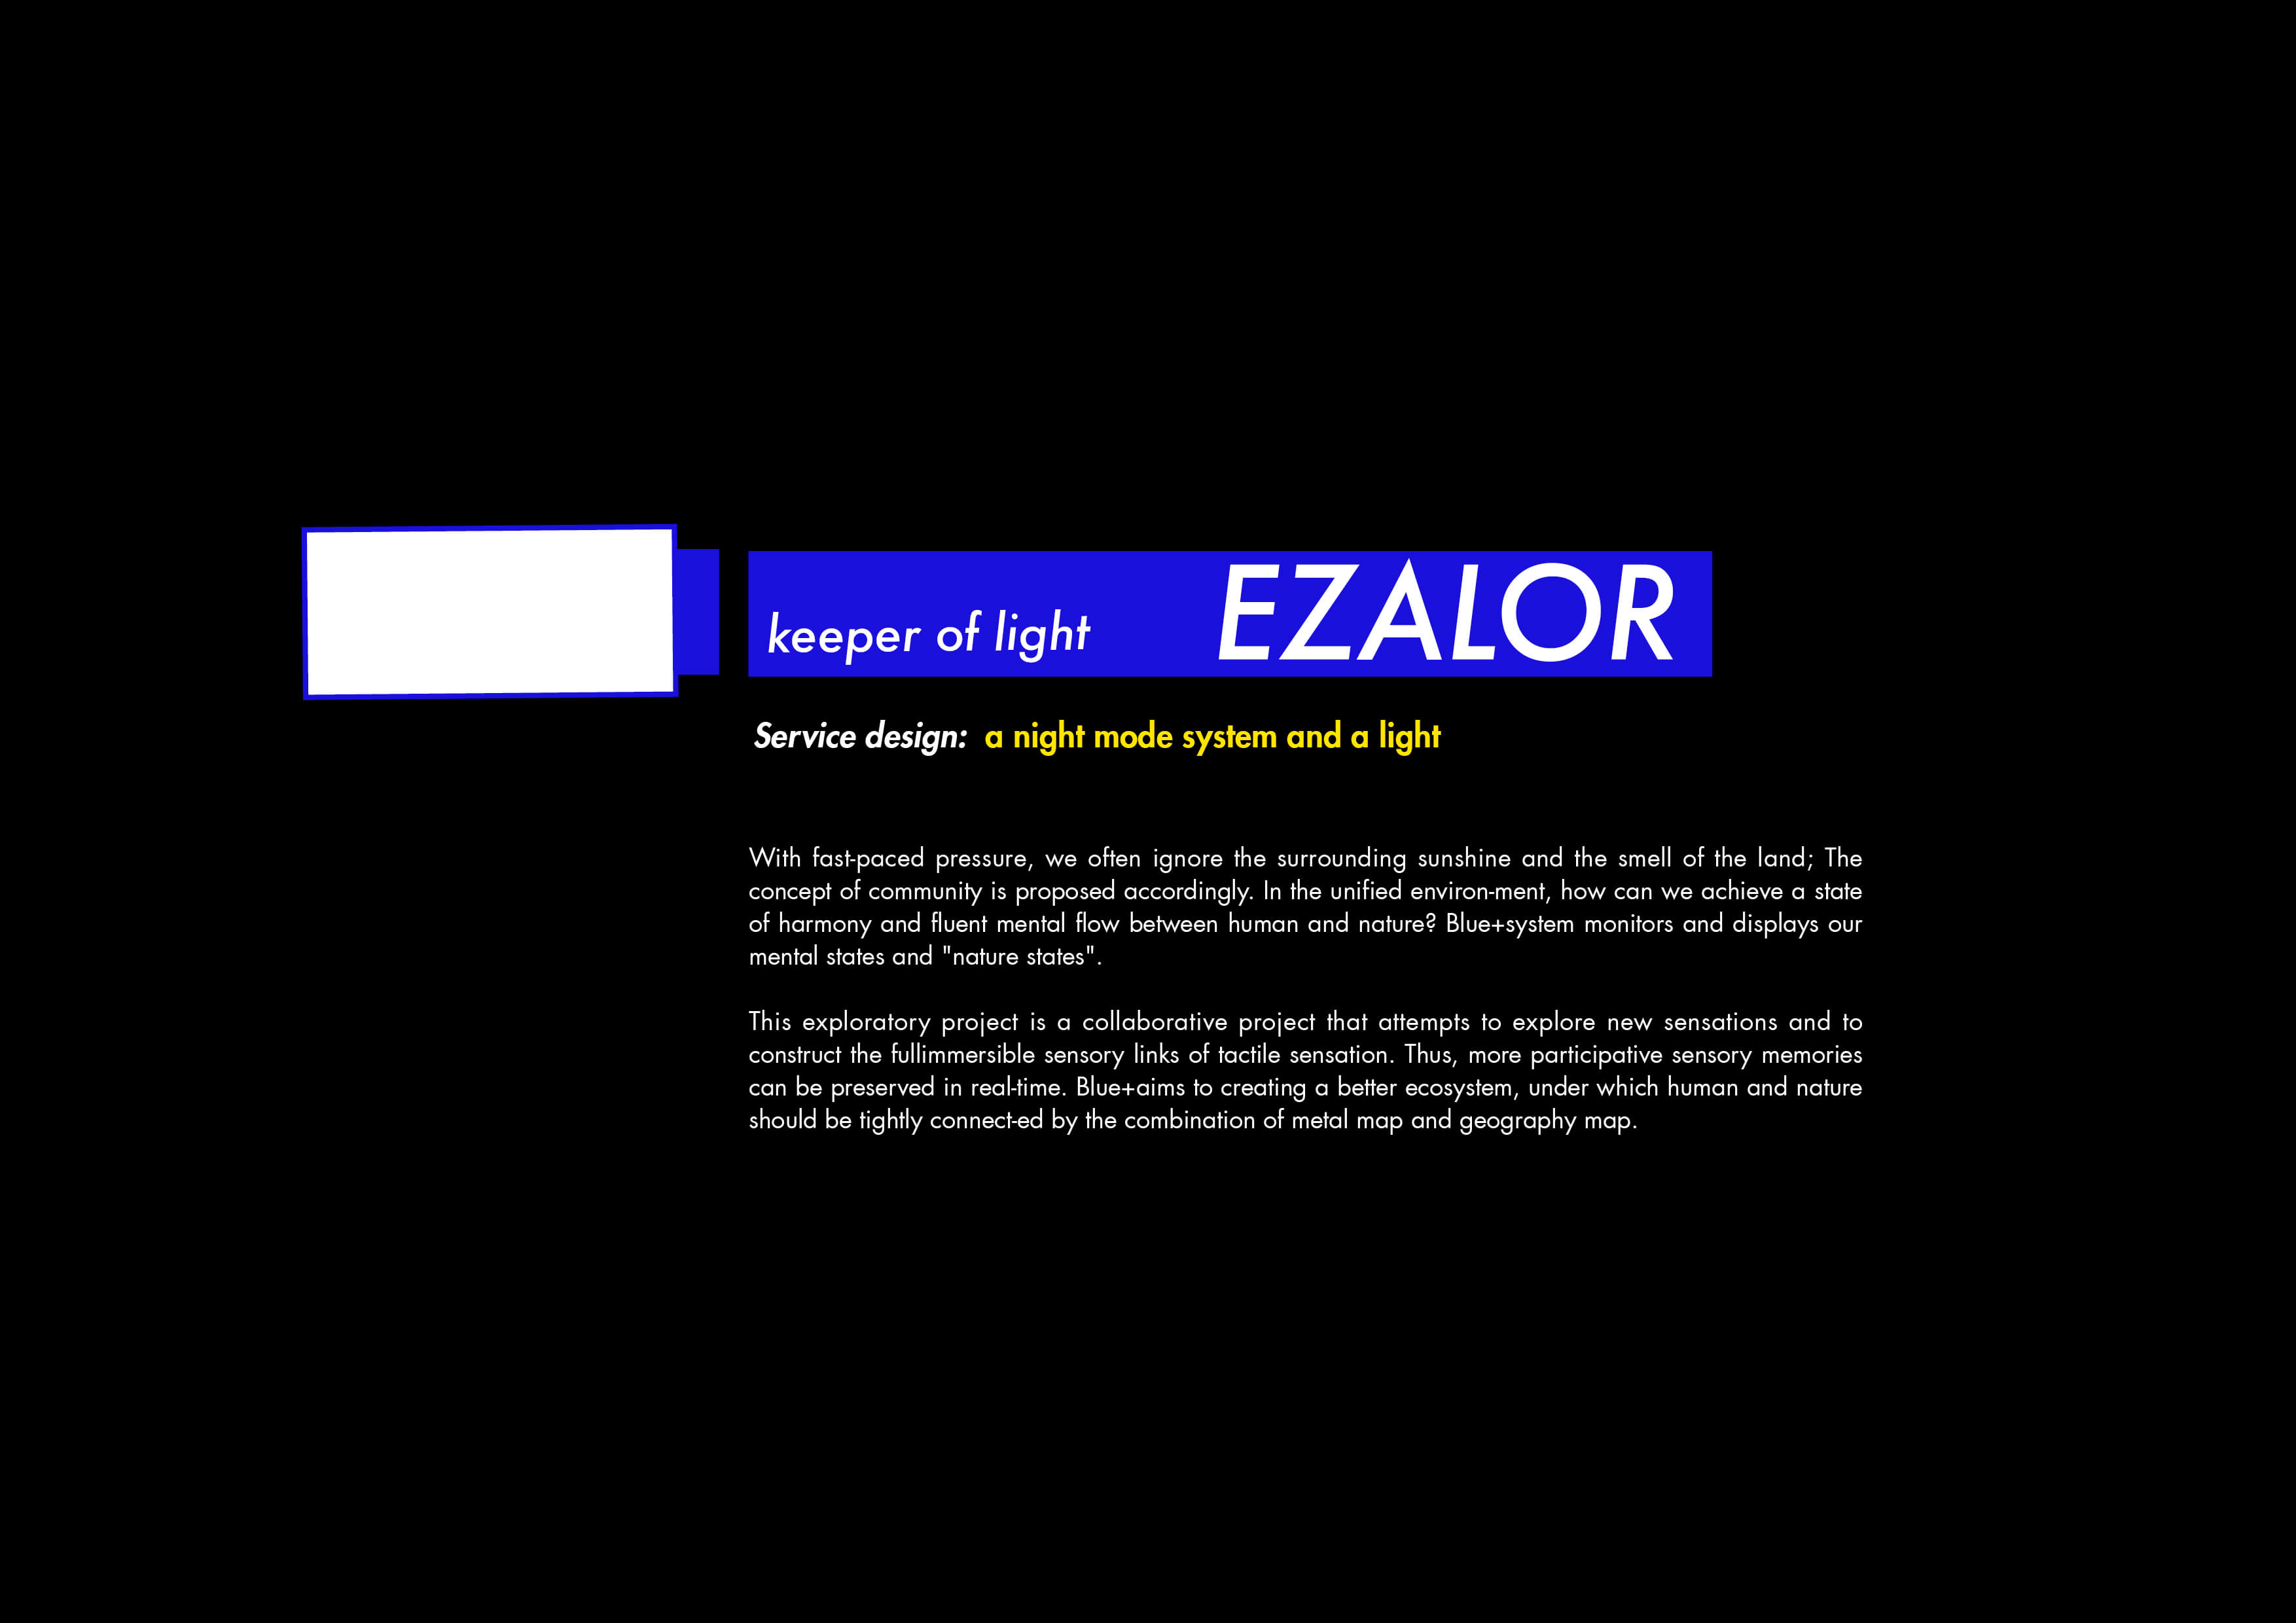 keeper of light EZALOR
Service design: a night mode system and a light
With fast-paced pressure, we often ignore the surrounding sunshine and the smell of the land; The
concept of community is proposed accordingly. In the unified environ-ment, how can we achieve a state
of harmony and fluent mental flow between human and nature? Blue+system monitors and displays our
mental states and "nature states".
This exploratory project is a collaborative project that attempts to explore new sensations and to
construct the fullimmersible sensory links of tactile sensation. Thus, more participative sensory memories
can be preserved in real-time. Blue+aims to creating a better ecosystem, under which human and nature
should be tightly connect-ed by the combination of metal map and geography map.